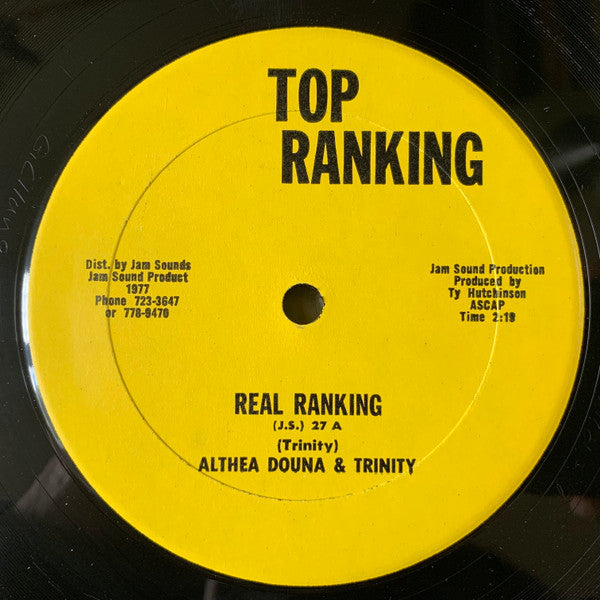 TOP
RANKING
Dist. by Jam Sounds
Jam Sound Product
1977
Phone 723-3647
or 778-9470
Jam Sound Production
Produced by
Ty Hutchinson
ASCAP
Time 2:18
REAL RANKING
(J.S.) 27 A
(Trinity)
ALTHEA DOUNA & TRINITY